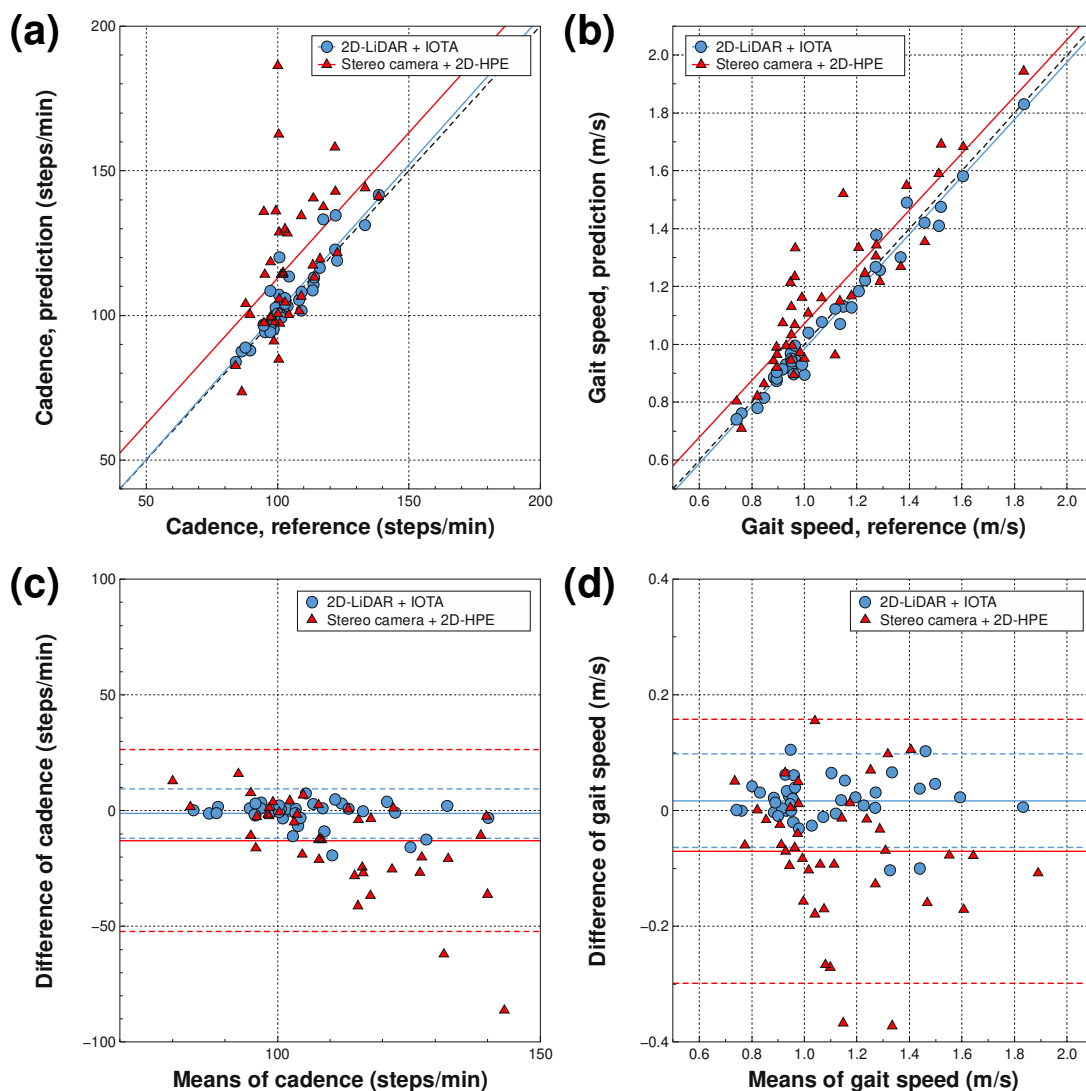 (a)
200
150
100
50
50
100
150
200
Cadence, prediction (steps/min)
Cadence, reference (steps/min)
2D-LiDAR + IOTA
Stereo camera + 2D-HPE
(b)
2.0
1.8
1.6
1.4
1.2
1.0
0.8
0.6
0.6
0.8
1.0
1.2
1.4
1.6
1.8
2.0
Gait speed, prediction (m/s)
Gait speed, reference (m/s)
2D-LiDAR + IOTA
Stereo camera + 2D-HPE
(c)
100
50
0
−50
−100
100
150
Difference of cadence (steps/min)
Means of cadence (steps/min)
2D-LiDAR + IOTA
Stereo camera + 2D-HPE
(d)
0.4
0.2
0
−0.2
−0.4
0.6
0.8
1.0
1.2
1.4
1.6
1.8
2.0
Difference of gait speed (m/s)
Means of gait speed (m/s)
2D-LiDAR + IOTA
Stereo camera + 2D-HPE